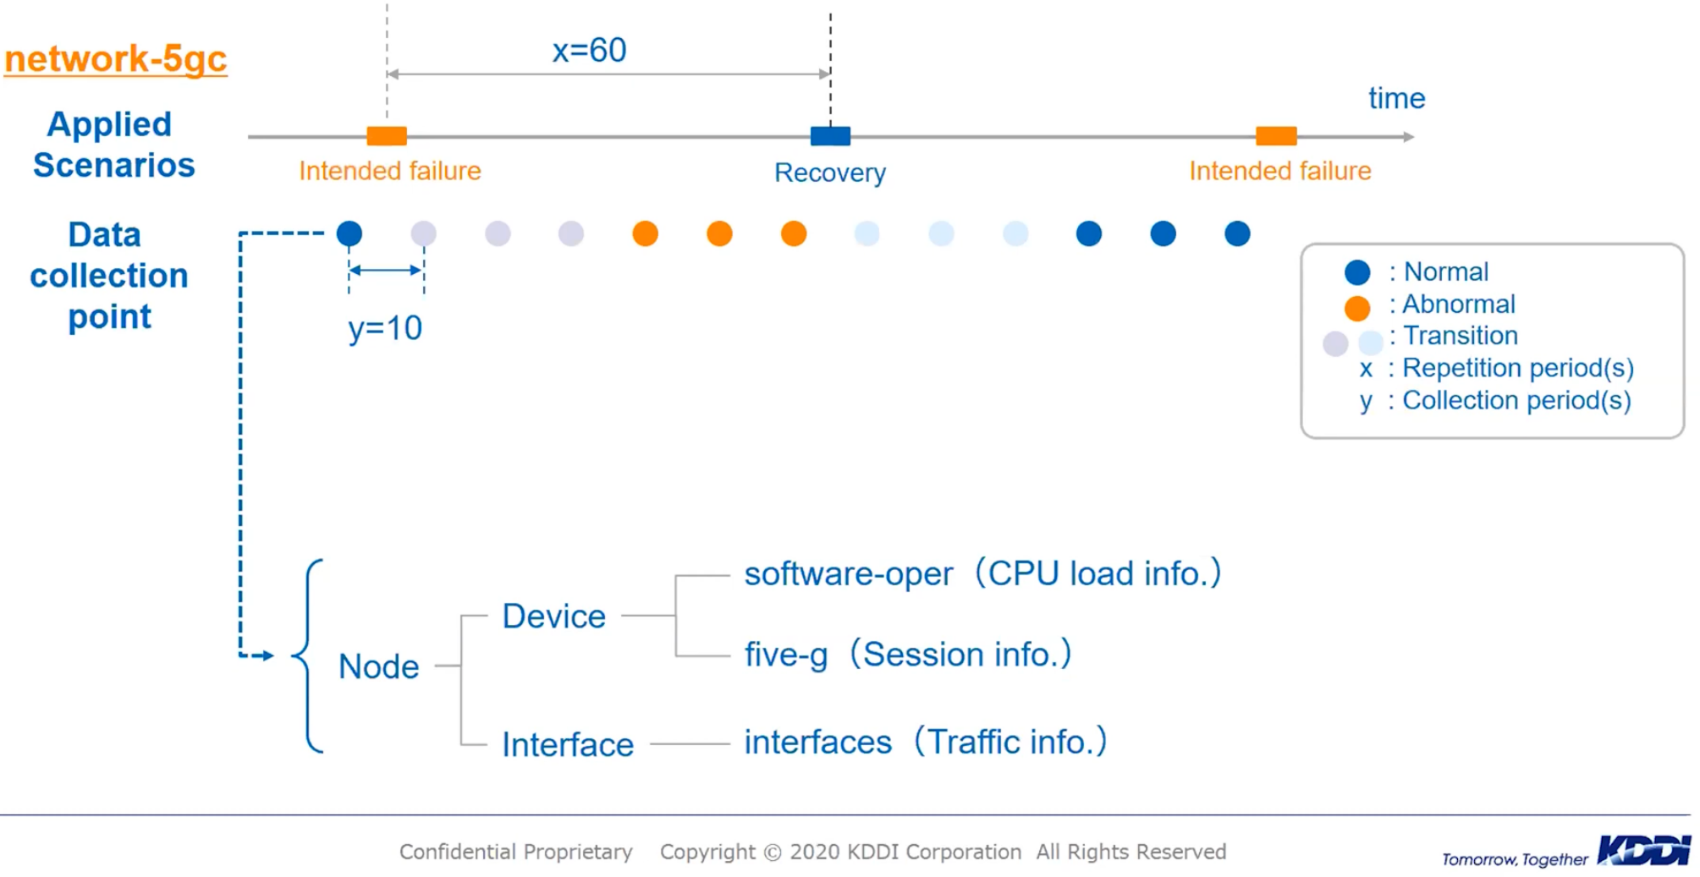 network-5gc
x=60
time
Applied
Scenarios
Intended failure
Recovery
Intended failure
Data
collection
point
y=10
: Normal
: Abnormal
: Transition
x : Repetition period(s)
y : Collection period(s)
software-oper（CPU load info.）
Device
five-g（Session info.）
Node
Interface
interfaces（Traffic info.）
Confidential Proprietary Copyright © 2020 KDDI Corporation All Rights Reserved
Tomorrow, Together KDDI